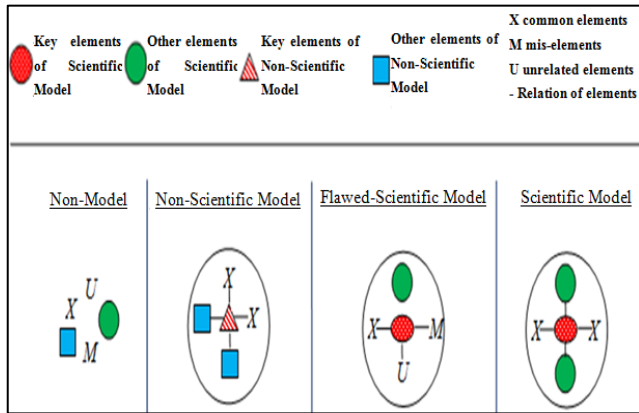 Key elements of Scientific Model
Other elements of Scientific Model
Key elements of Non-Scientific Model
Other elements of Non-Scientific Model
X common elements
M mis-elements
U unrelated elements
- Relation of elements
Non-Model
Non-Scientific Model
Flawed-Scientific Model
Scientific Model
U
X
M
X
X
X
M
U
X
X